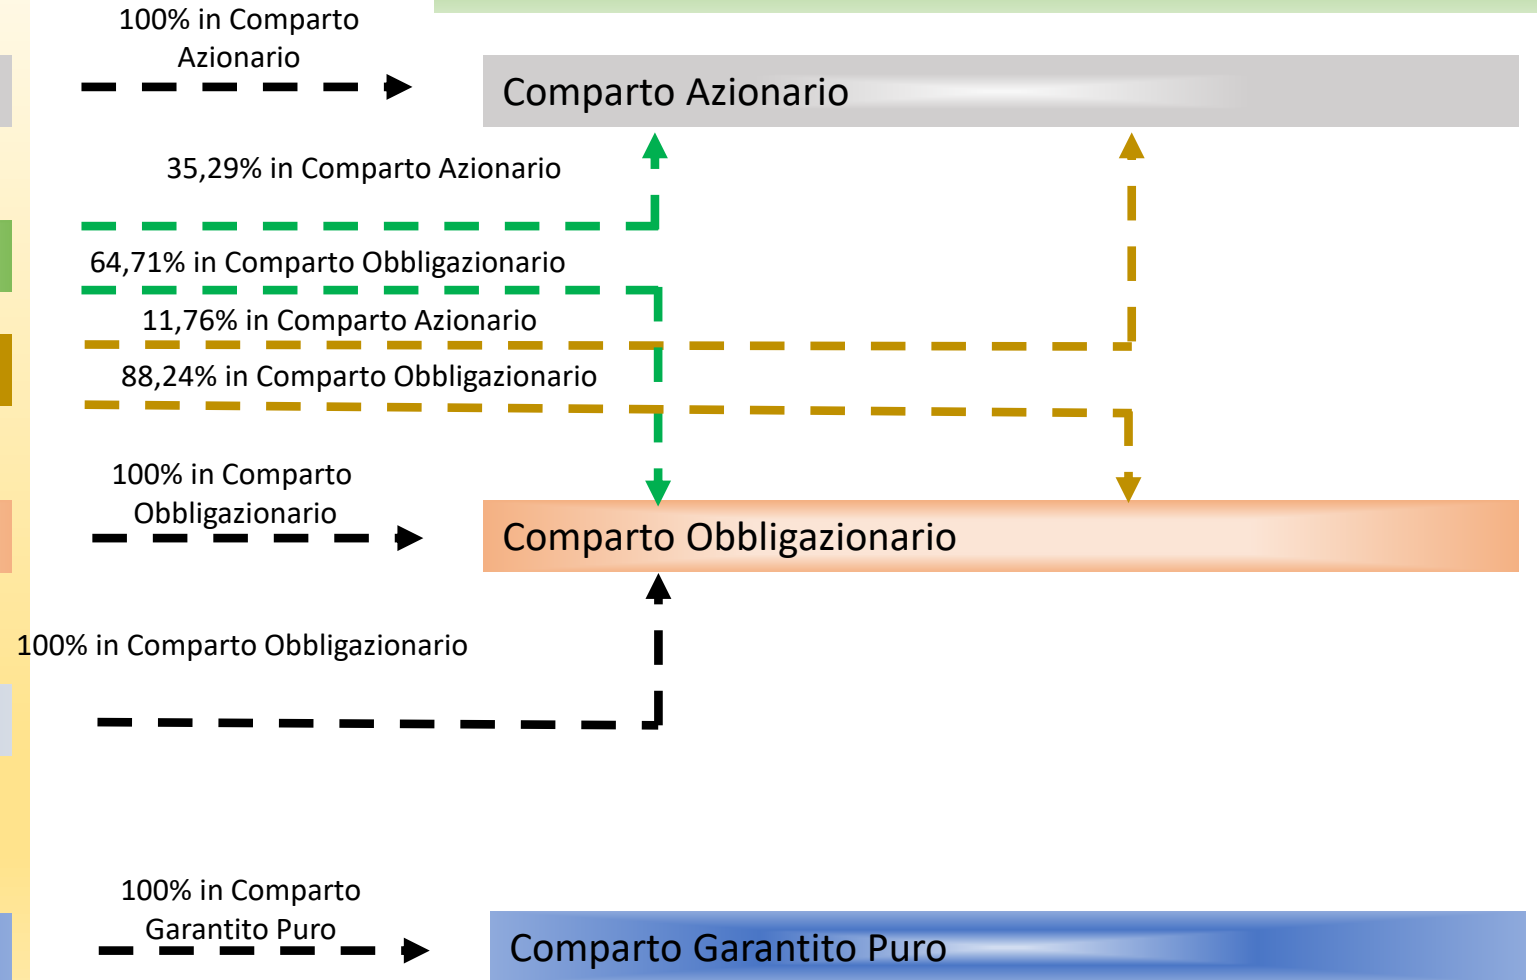 100% in Comparto
Azionario
Comparto Azionario
35,29% in Comparto Azionario
64,71% in Comparto Obbligazionario
11,76% in Comparto Azionario
88,24% in Comparto Obbligazionario
100% in Comparto
Obbligazionario
Comparto Obbligazionario
100% in Comparto Obbligazionario
100% in Comparto
Garantito Puro
Comparto Garantito Puro